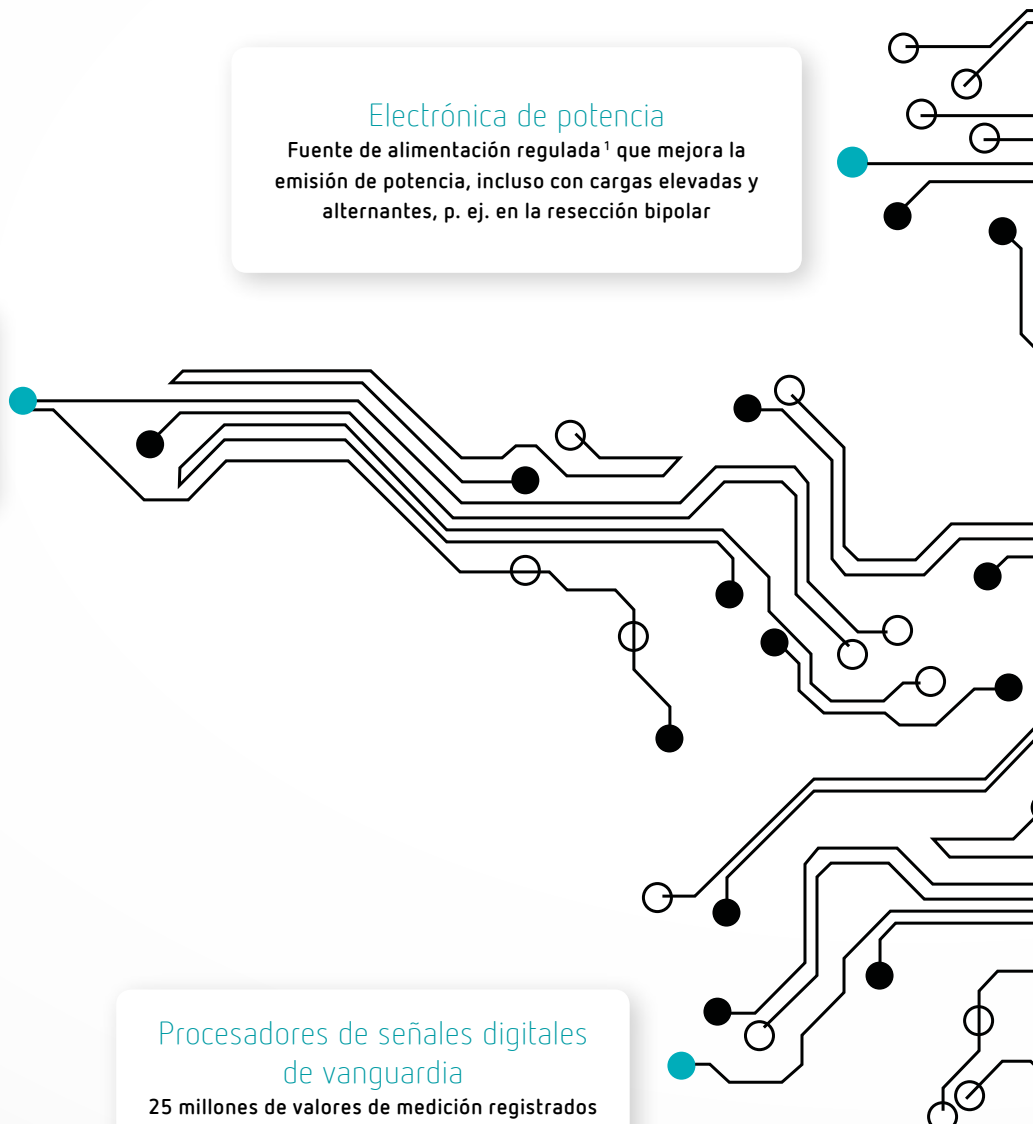 Electrónica de potencia
Fuente de alimentación regulada¹ que mejora la
emisión de potencia, incluso con cargas elevadas y
alternantes, p. ej. en la resección bipolar
Procesadores de señales digitales
de vanguardia
25 millones de valores de medición registrados